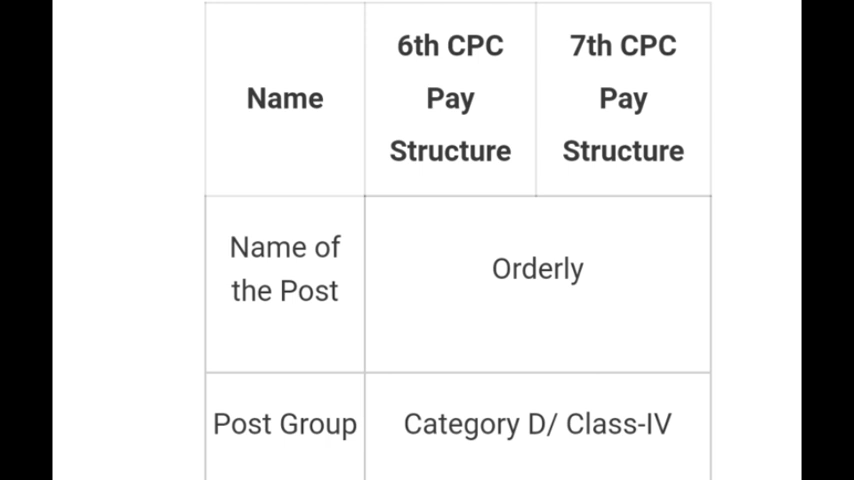 Name
6th CPC
Pay
Structure
7th CPC
Pay
Structure
Name of
the Post
Orderly
Post Group
Category D/ Class-IV